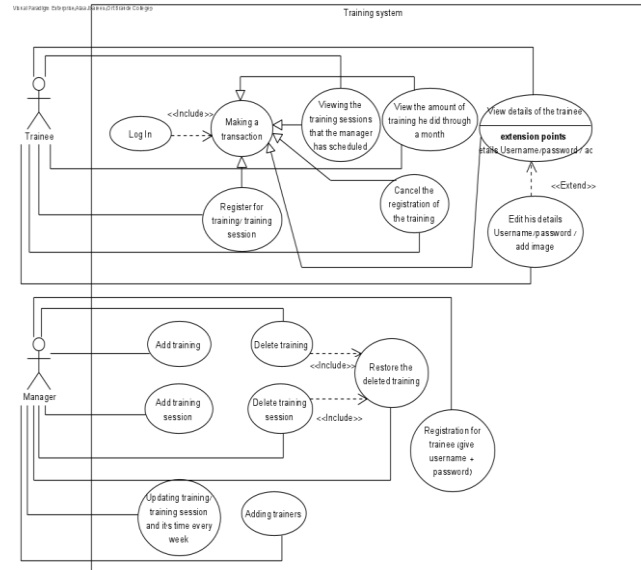 Training system
Trainee
Log In
<<Include>>
Making a
transaction
Viewing the
training sessions
that the manager
has scheduled
View the amount of
training he did through
a month
View details of the trainee
extension points
etails Username/password / ac
<<Extend>>
Edit his details
Username/password /
add image
Cancel the
registration of
the training
Register for
training/ training
session
Manager
Add training
Delete training
<<Include>>
Restore the
deleted training
Add training
session
Delete training
session
<<Include>>
Registration for
trainee (give
username +
password)
Updating training/
training session
and its time every
week
Adding trainers